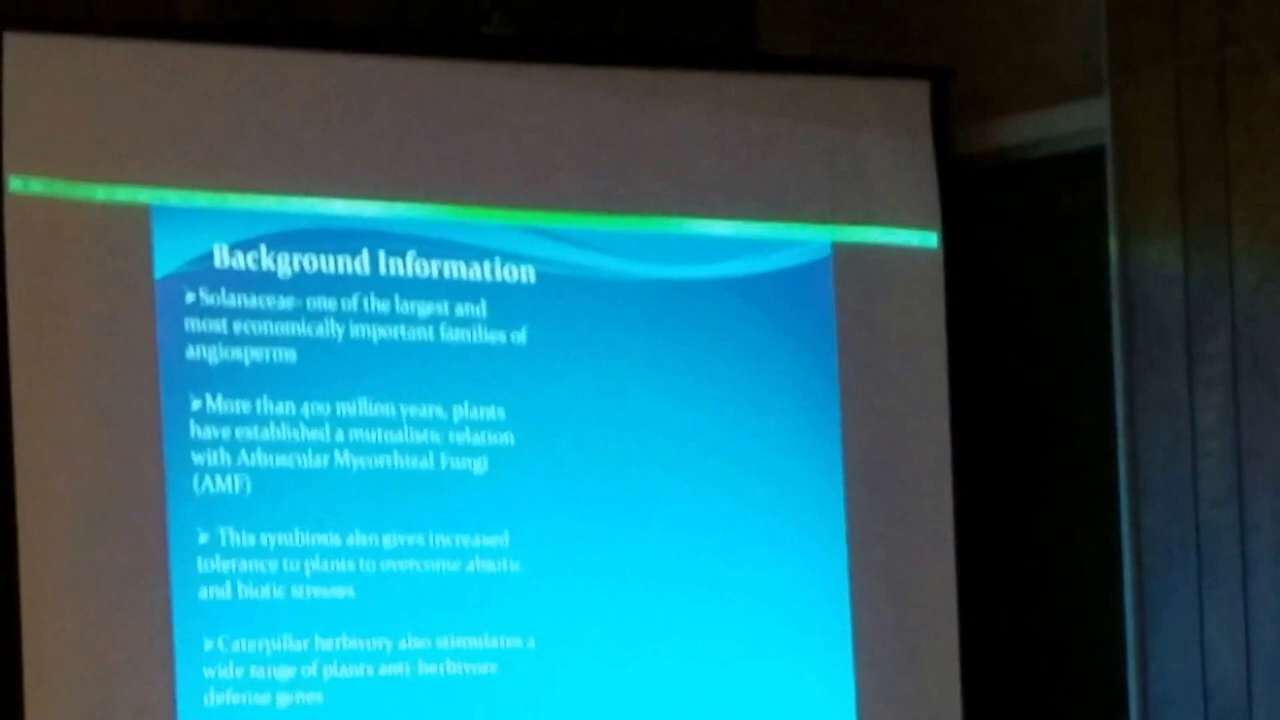 Background Information
➢Solanaceae- one of the largest and
most economically important families of
angiosperms
➢More than 400 million years, plants
have established a mutualistic relation
with Arbuscular Mycorrhizal Fungi
(AMF)
➢ This symbiosis also gives increased
tolerance to plants to overcome abiotic
and biotic stresses
➢Caterpillar herbivory also stimulates a
wide range of plants anti-herbivore
defense genes